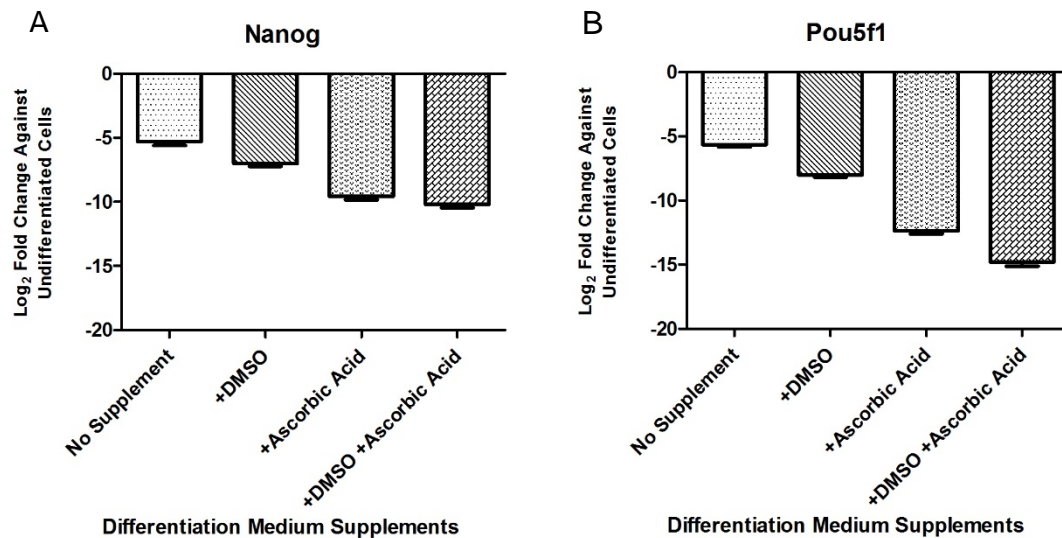 A
Nanog
Log₂ Fold Change Against
Undifferentiated Cells
0
-5
-10
-15
-20
No Supplement
+DMSO
+Ascorbic Acid
+DMSO +Ascorbic Acid
Differentiation Medium Supplements
B
Pou5f1
Log₂ Fold Change Against
Undifferentiated Cells
0
-5
-10
-15
-20
No Supplement
+DMSO
+Ascorbic Acid
+DMSO +Ascorbic Acid
Differentiation Medium Supplements